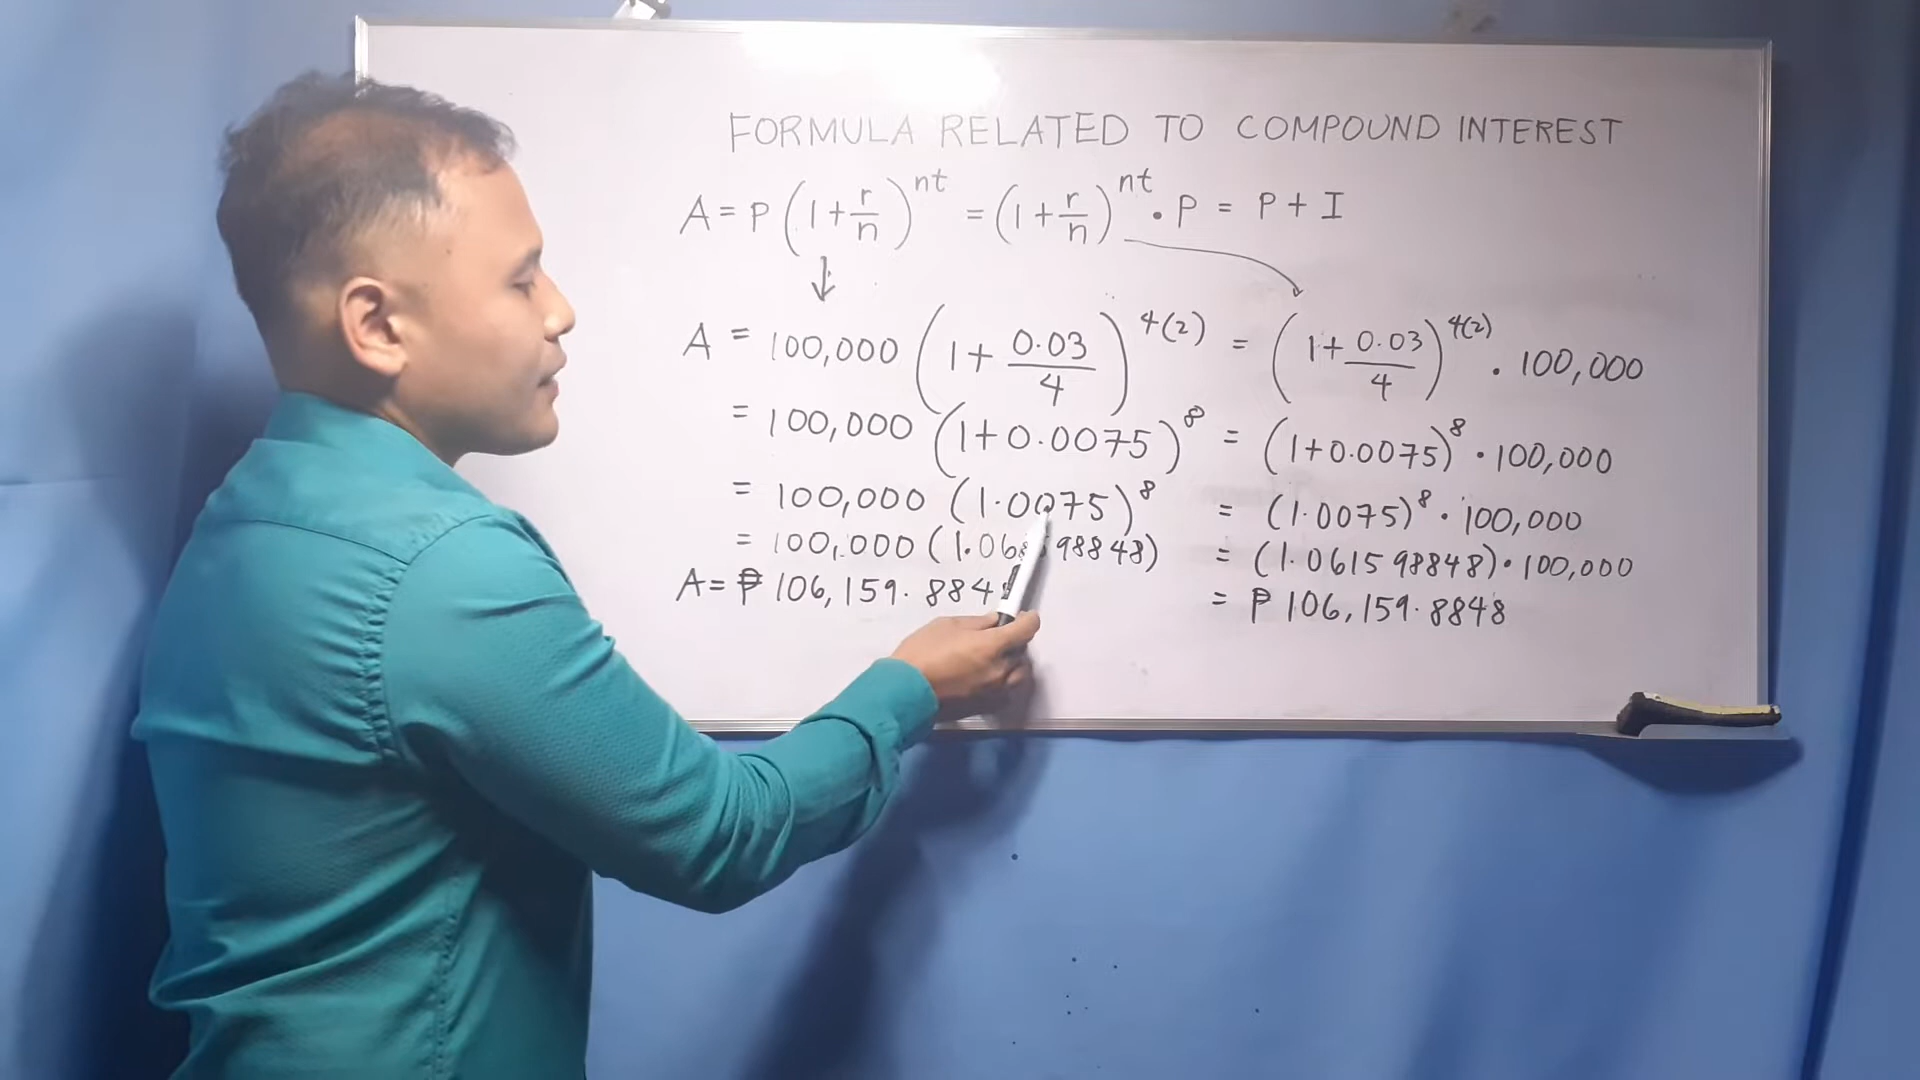 FORMULA RELATED TO COMPOUND INTEREST
A = P (1 + r/n)^nt = (1 + r/n)^nt • P = P + I
A = 100,000 (1 + 0.03/4)^4(2) = (1 + 0.03/4)^4(2) • 100,000
= 100,000 (1 + 0.0075)^8 = (1 + 0.0075)^8 • 100,000
= 100,000 (1.0075)^8 = (1.0075)^8 • 100,000
= 100,000 ( = (1.061598848) • 100,000
A = ₱ 106,159.884 = ₱ 106,159.8848